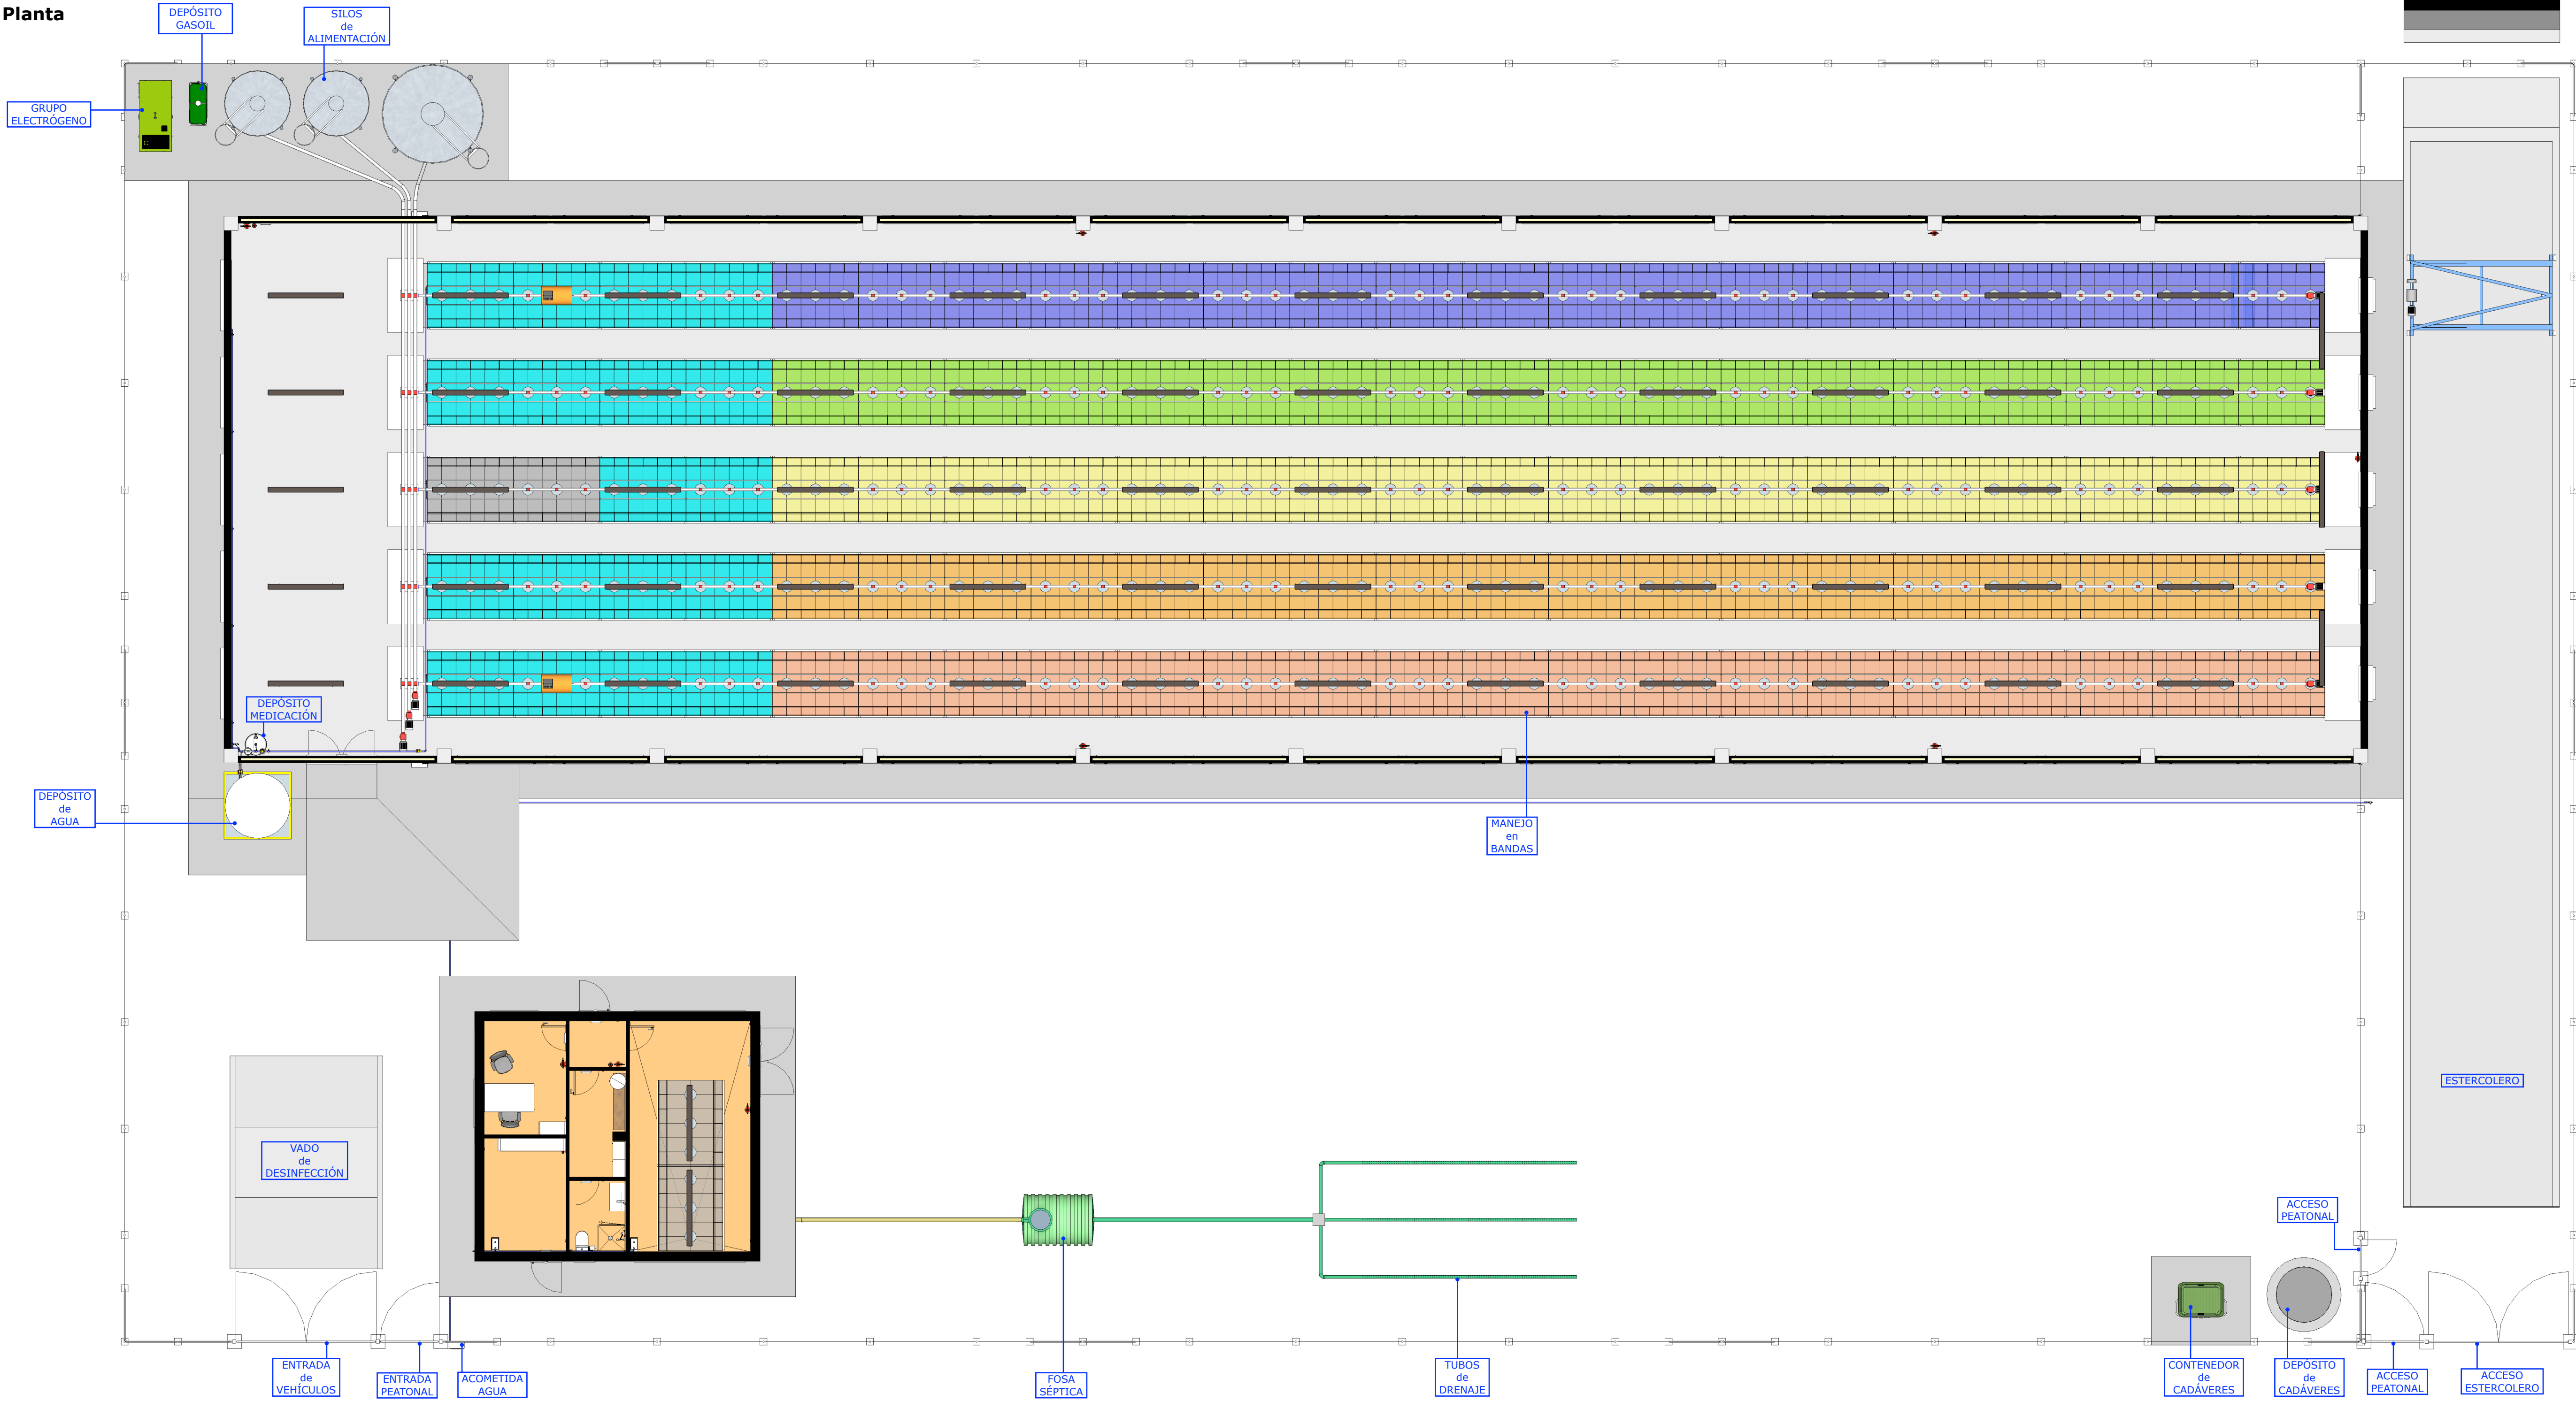 Planta
DEPÓSITO
GASOIL
SILOS
de
ALIMENTACIÓN
GRUPO
ELECTRÓGENO
DEPÓSITO
MEDICACIÓN
DEPÓSITO
de
AGUA
MANEJO
en
BANDAS
ESTERCOLERO
VADO
de
DESINFECCIÓN
ACCESO
PEATONAL
ENTRADA
de
VEHÍCULOS
ENTRADA
PEATONAL
ACOMETIDA
AGUA
FOSA
SÉPTICA
TUBOS
de
DRENAJE
CONTENEDOR
de
CADÁVERES
DEPÓSITO
de
CADÁVERES
ACCESO
PEATONAL
ACCESO
ESTERCOLERO